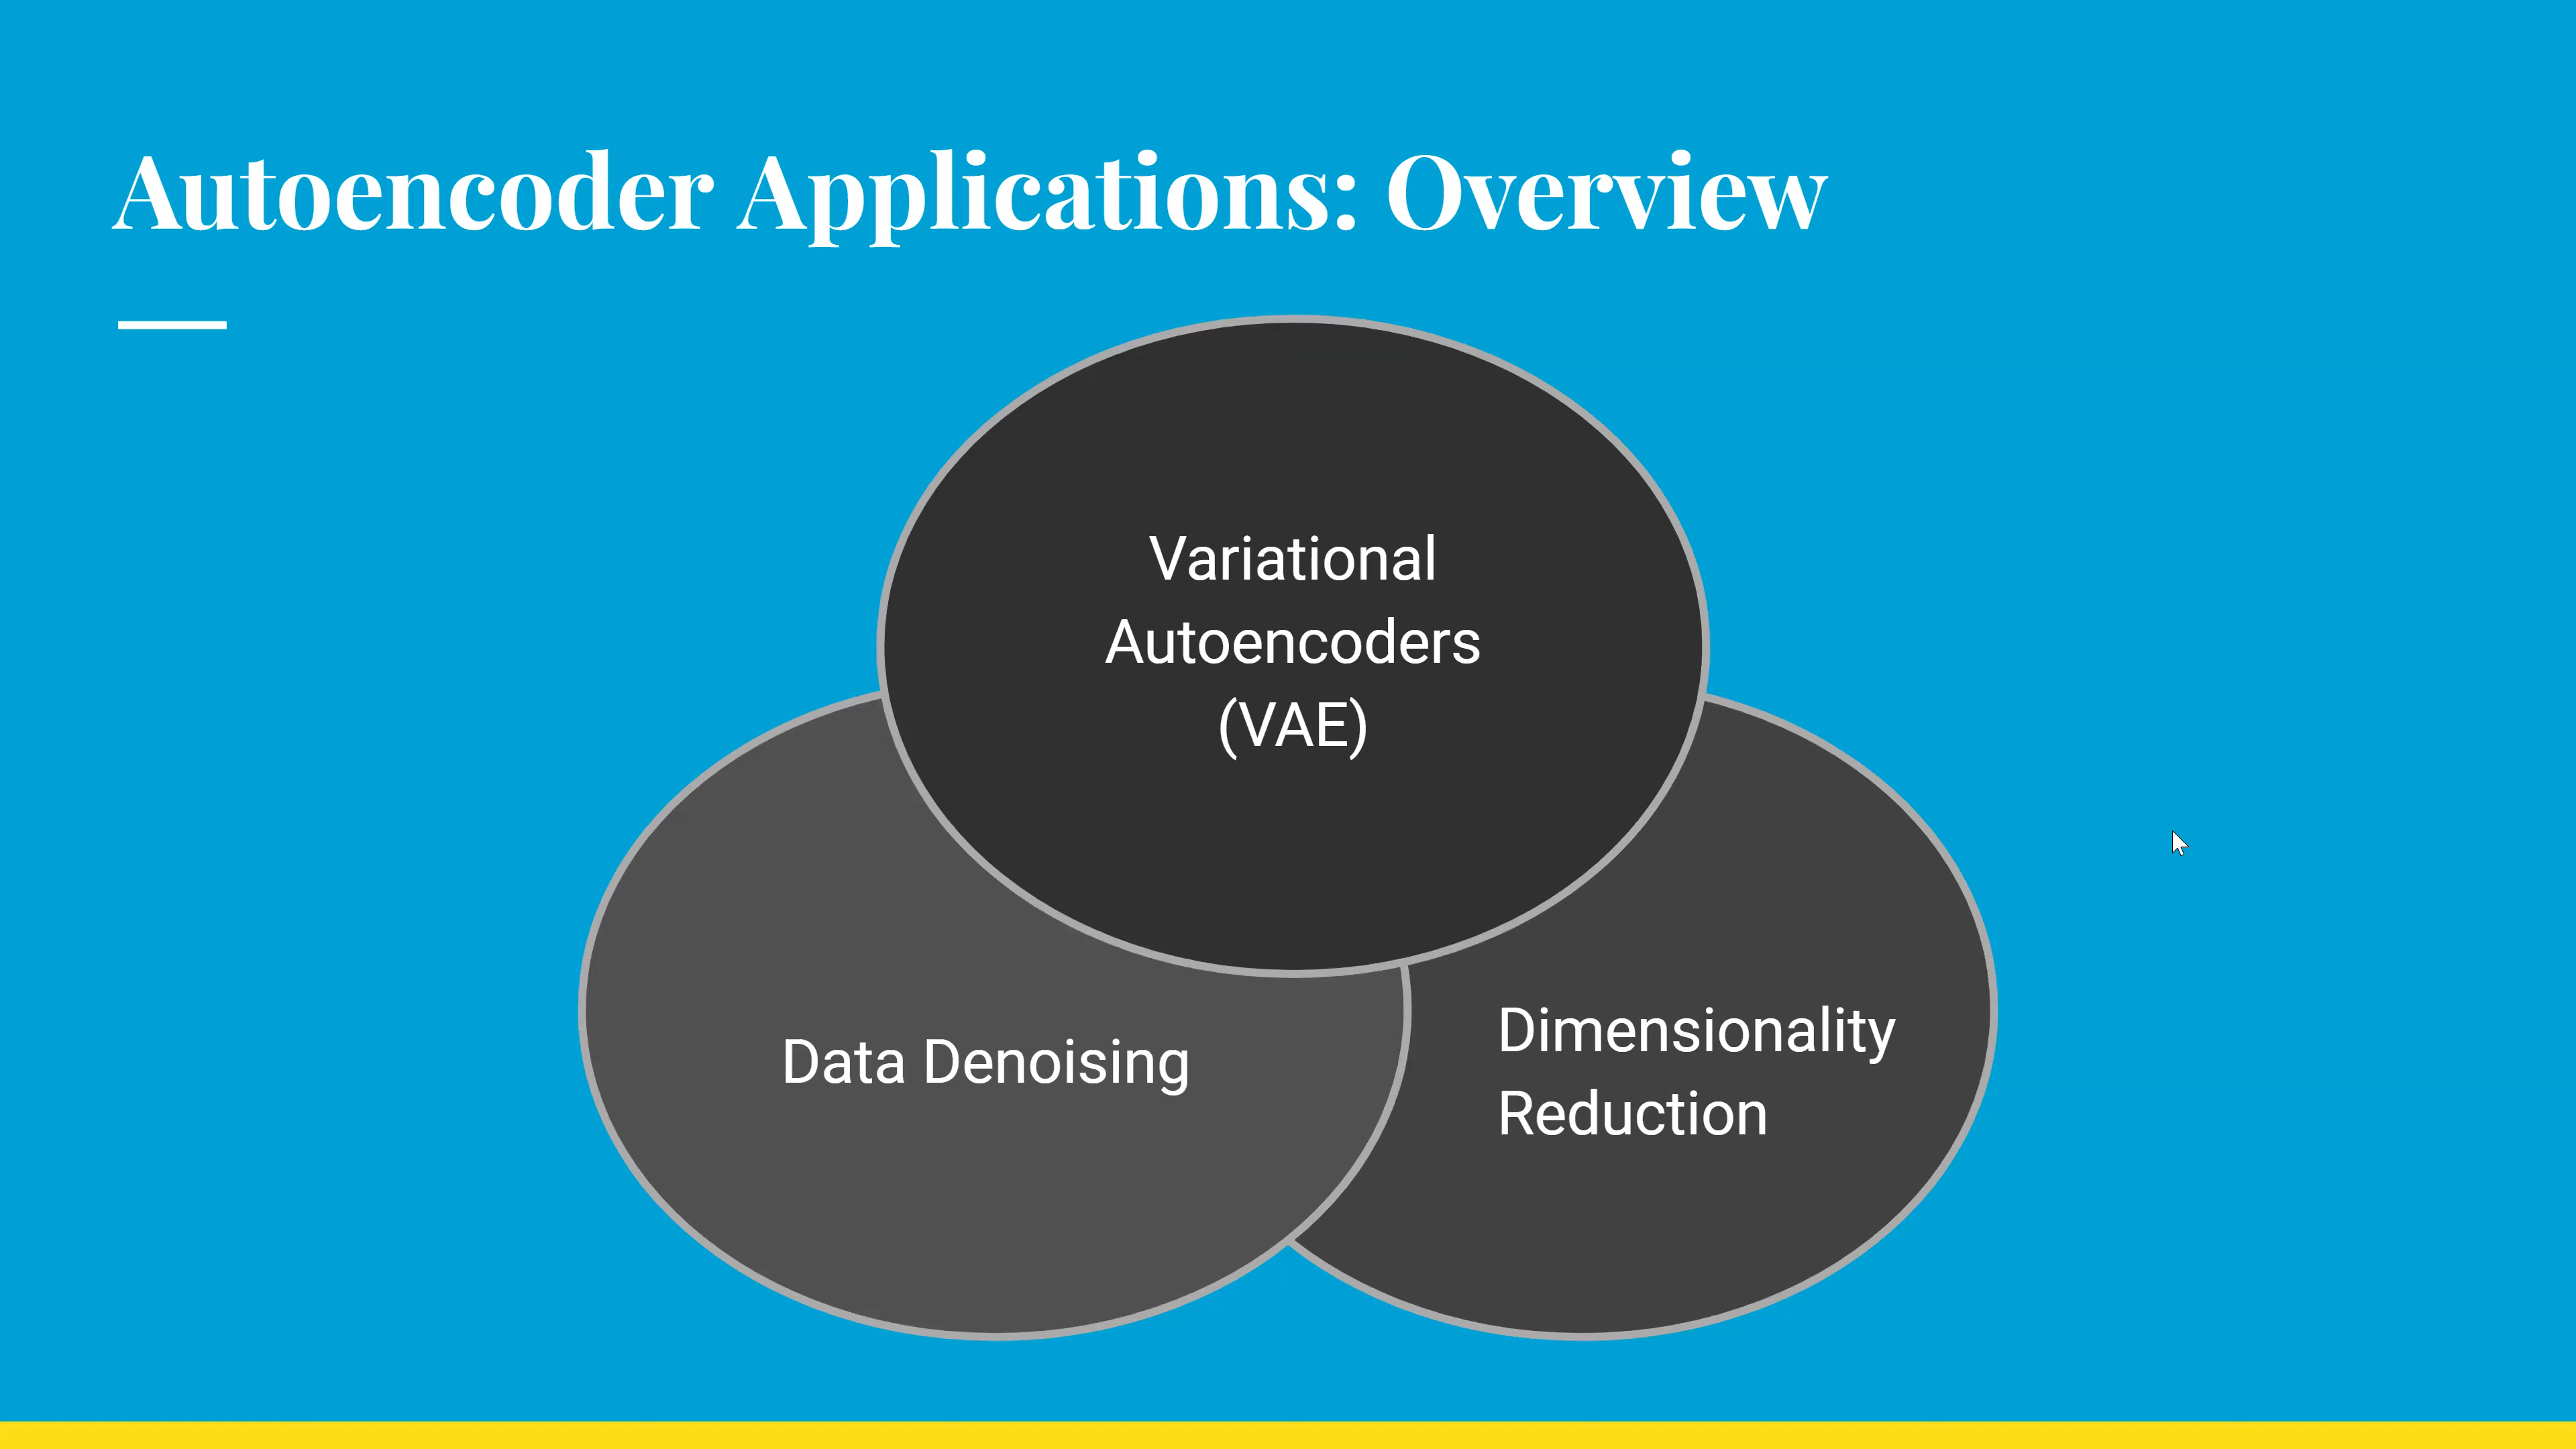 Autoencoder Applications: Overview
Variational
Autoencoders
(VAE)
Data Denoising
Dimensionality
Reduction